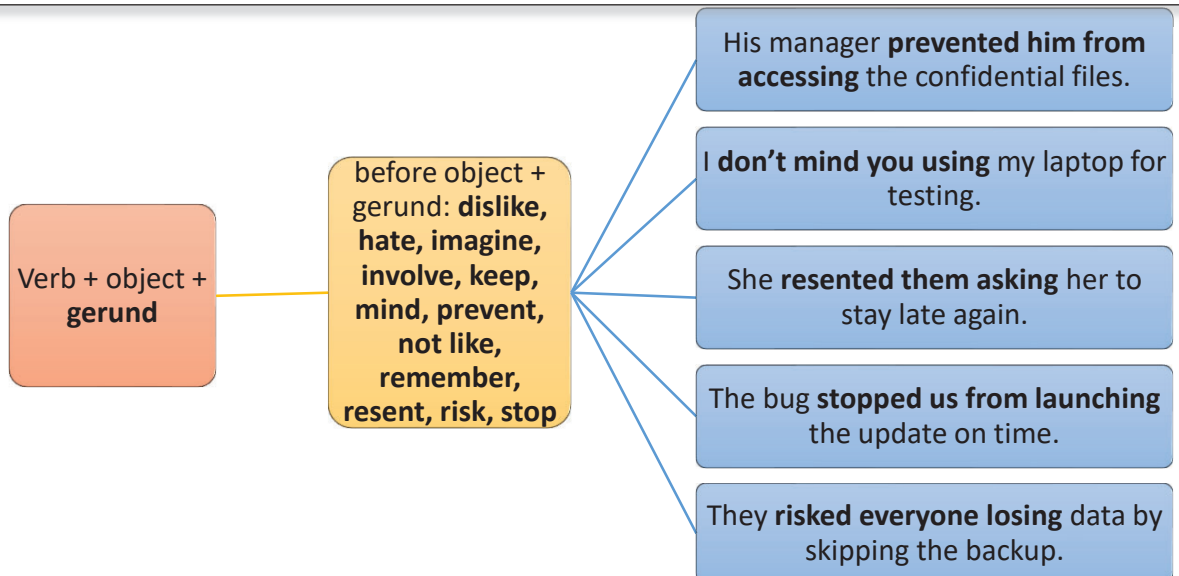 Verb + object +
gerund
before object +
gerund: dislike,
hate, imagine,
involve, keep,
mind, prevent,
not like,
remember,
resent, risk, stop
His manager prevented him from
accessing the confidential files.
I don’t mind you using my laptop for
testing.
She resented them asking her to
stay late again.
The bug stopped us from launching
the update on time.
They risked everyone losing data by
skipping the backup.